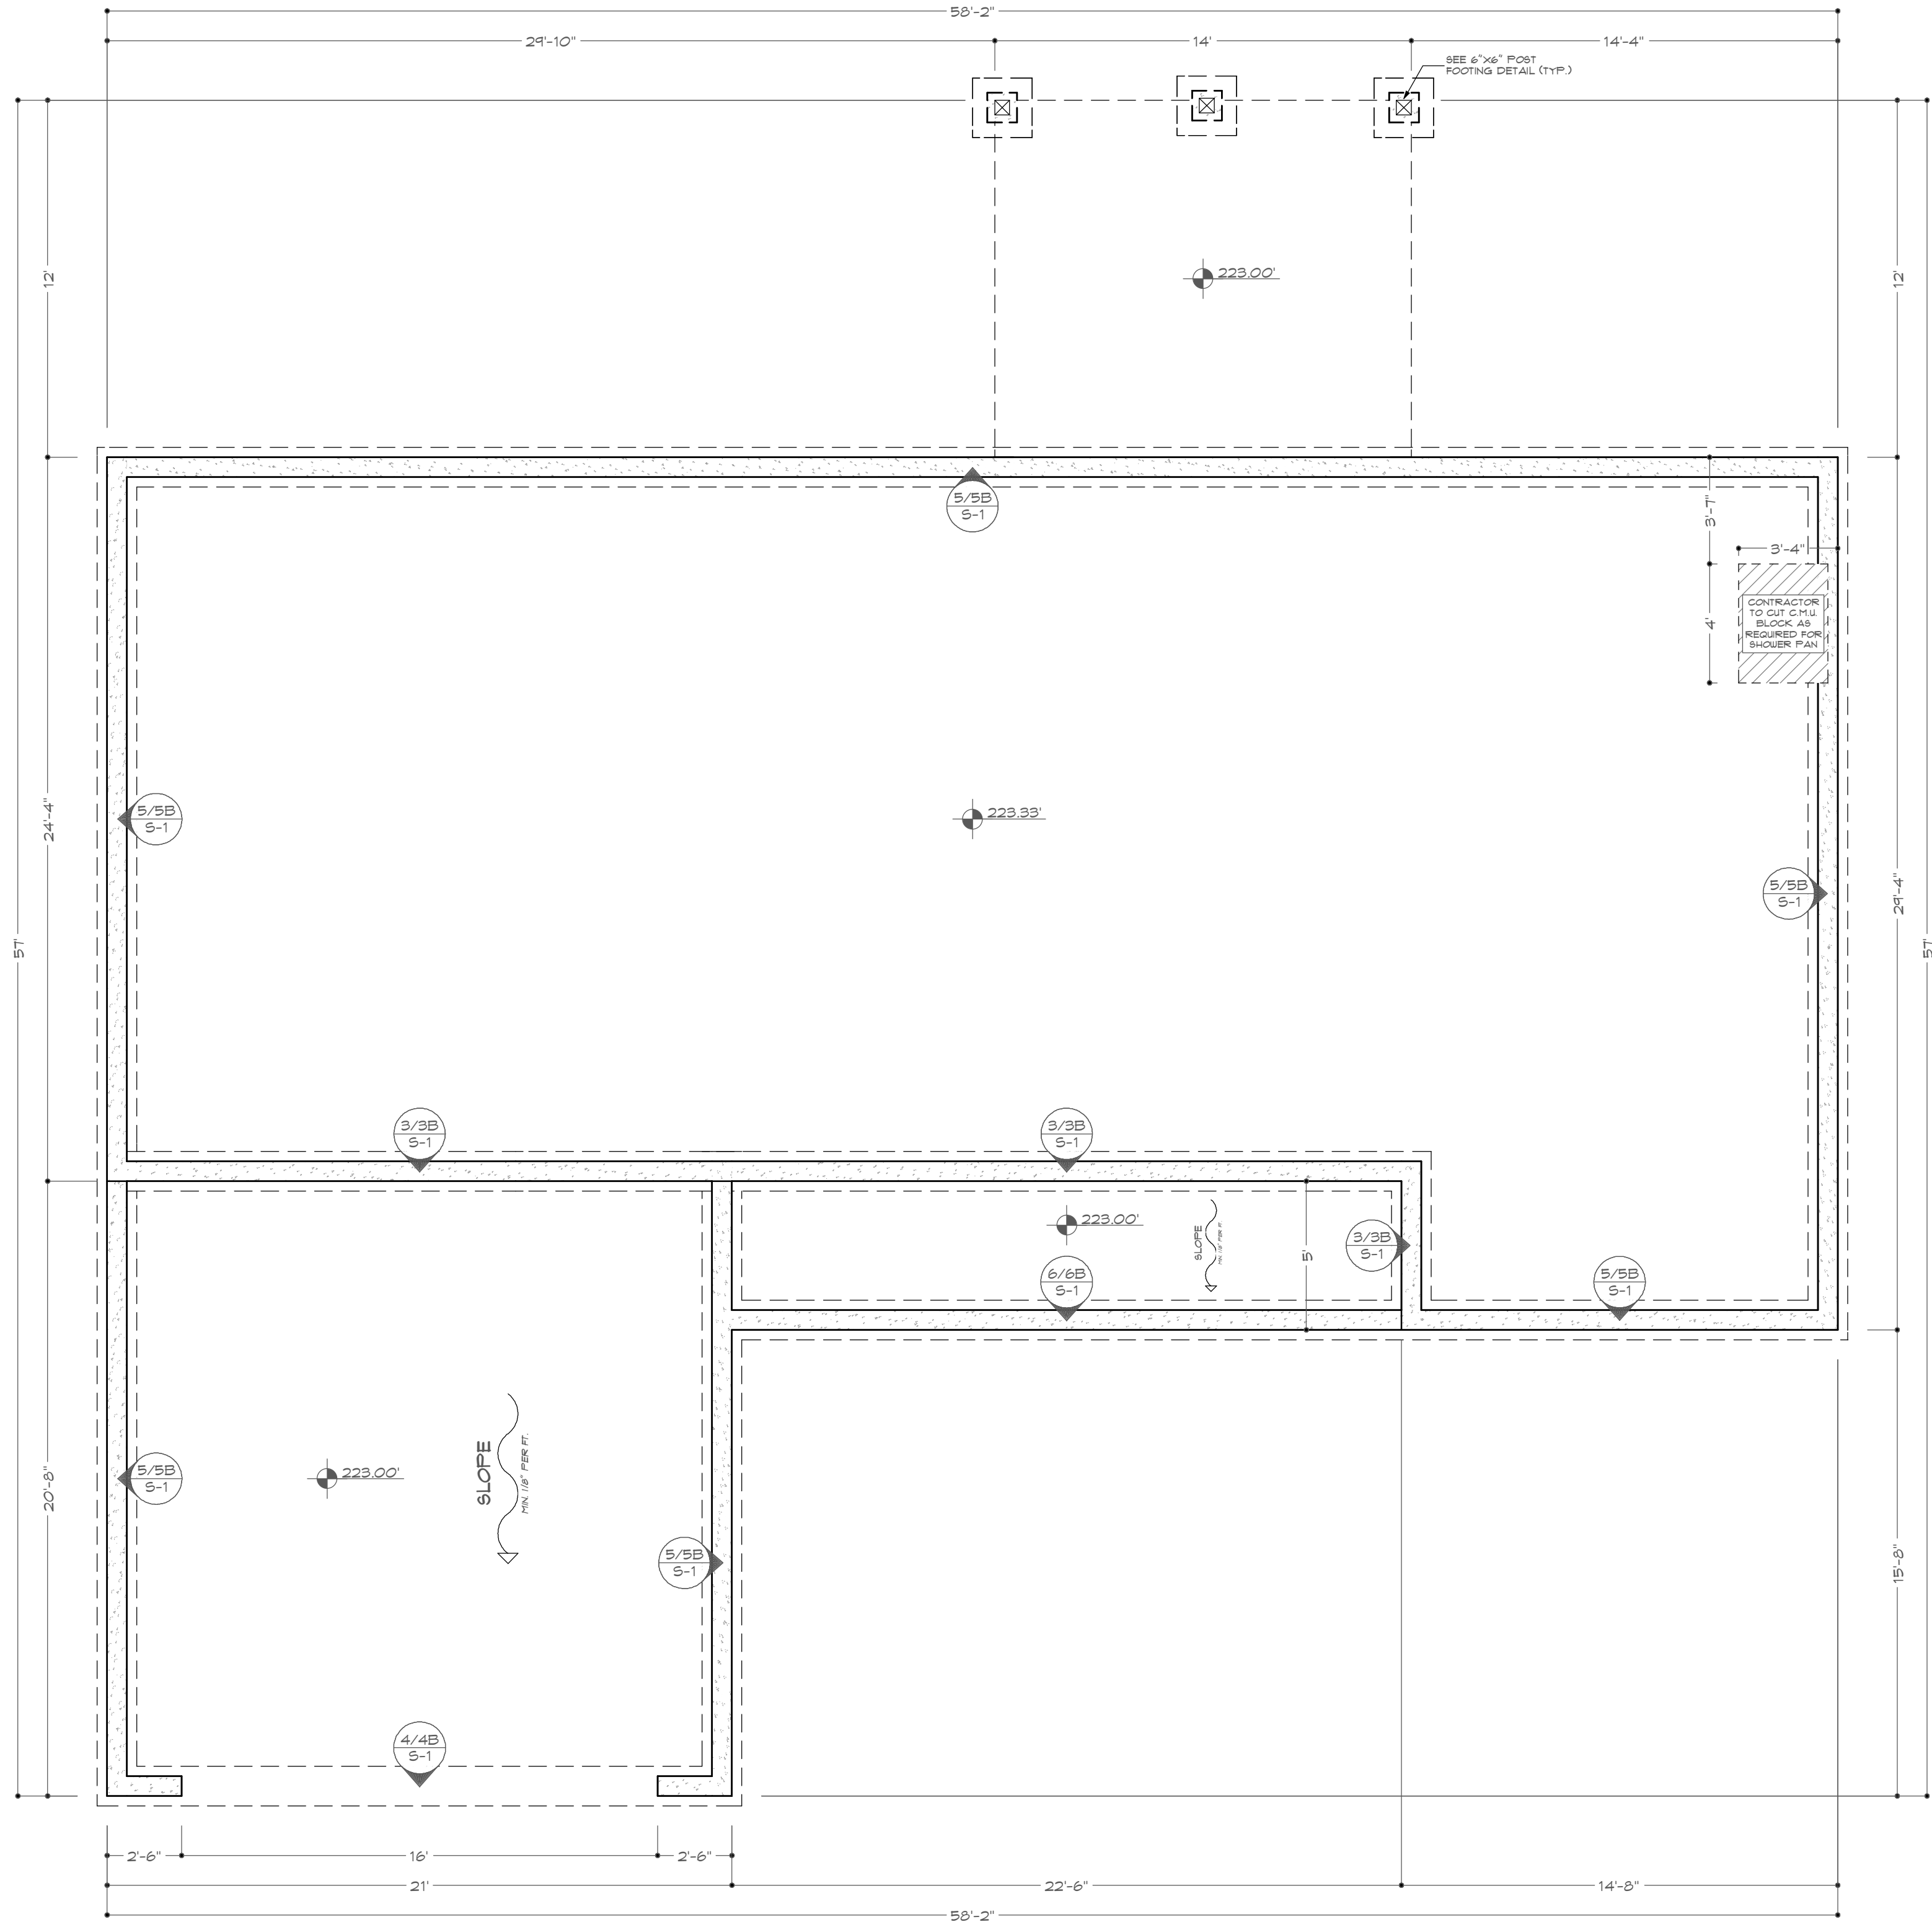 58'-2"
29'-10"
14'
14'-4"
SEE 6"X6" POST
FOOTING DETAIL (TYP.)
12'
12'
223.00'
5/5B
S-1
3'-7"
3'-4"
CONTRACTOR
TO CUT C.M.U.
BLOCK AS
REQUIRED FOR
SHOWER PAN
4'
24'-4"
5/5B
S-1
223.33'
5/5B
S-1
29'-4"
57'
57'
3/3B
S-1
3/3B
S-1
223.00'
SLOPE
MIN. 1/8" PER FT.
5'
3/3B
S-1
6/6B
S-1
5/5B
S-1
20'-8"
5/5B
S-1
223.00'
SLOPE
MIN. 1/8" PER FT.
5/5B
S-1
15'-8"
4/4B
S-1
2'-6"
16'
2'-6"
21'
22'-6"
14'-8"
58'-2"